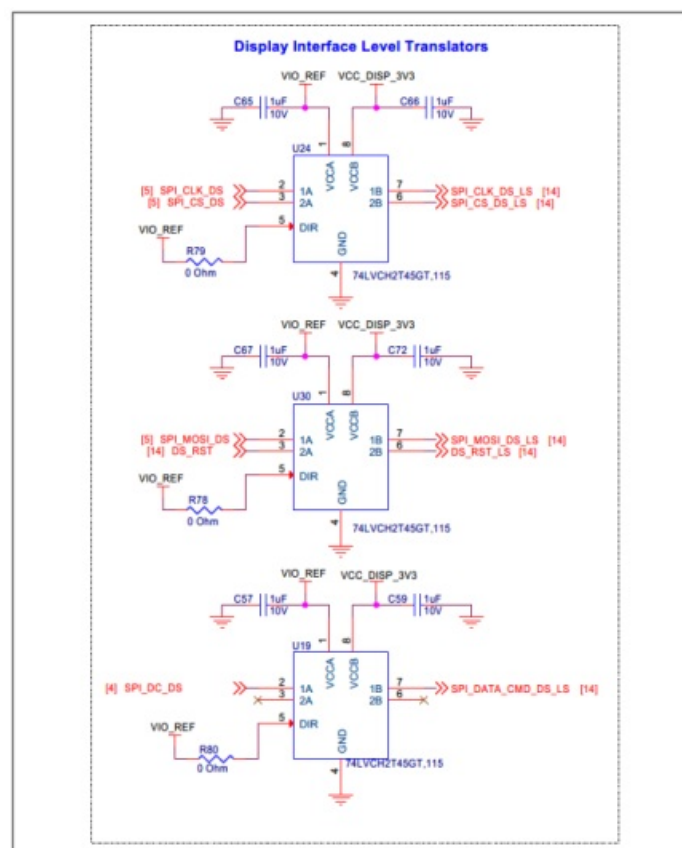 Display Interface Level Translators
VIO_REF VCC_DISP_3V3
C65 1uF 10V C66 1uF 10V
U24
1 8
VCCA VCCB
[5] SPI_CLK_DS 2 1A 1B 7 SPI_CLK_DS_LS [14]
[5] SPI_CS_DS 3 2A 2B 6 SPI_CS_DS_LS [14]
5 DIR
VIO_REF
R79
0 Ohm
GND
4
74LVCH2T45GT,115
VIO_REF VCC_DISP_3V3
C67 1uF 10V C72 1uF 10V
U30
1 8
VCCA VCCB
[5] SPI_MOSI_DS 2 1A 1B 7 SPI_MOSI_DS_LS [14]
[14] DS_RST 3 2A 2B 6 DS_RST_LS [14]
5 DIR
VIO_REF
R78
0 Ohm
GND
4
74LVCH2T45GT,115
VIO_REF VCC_DISP_3V3
C57 1uF 10V C59 1uF 10V
U19
1 8
VCCA VCCB
[4] SPI_DC_DS 2 1A 1B 7 SPI_DATA_CMD_DS_LS [14]
3 2A 2B 6
5 DIR
VIO_REF
R80
0 Ohm
GND
4
74LVCH2T45GT,115